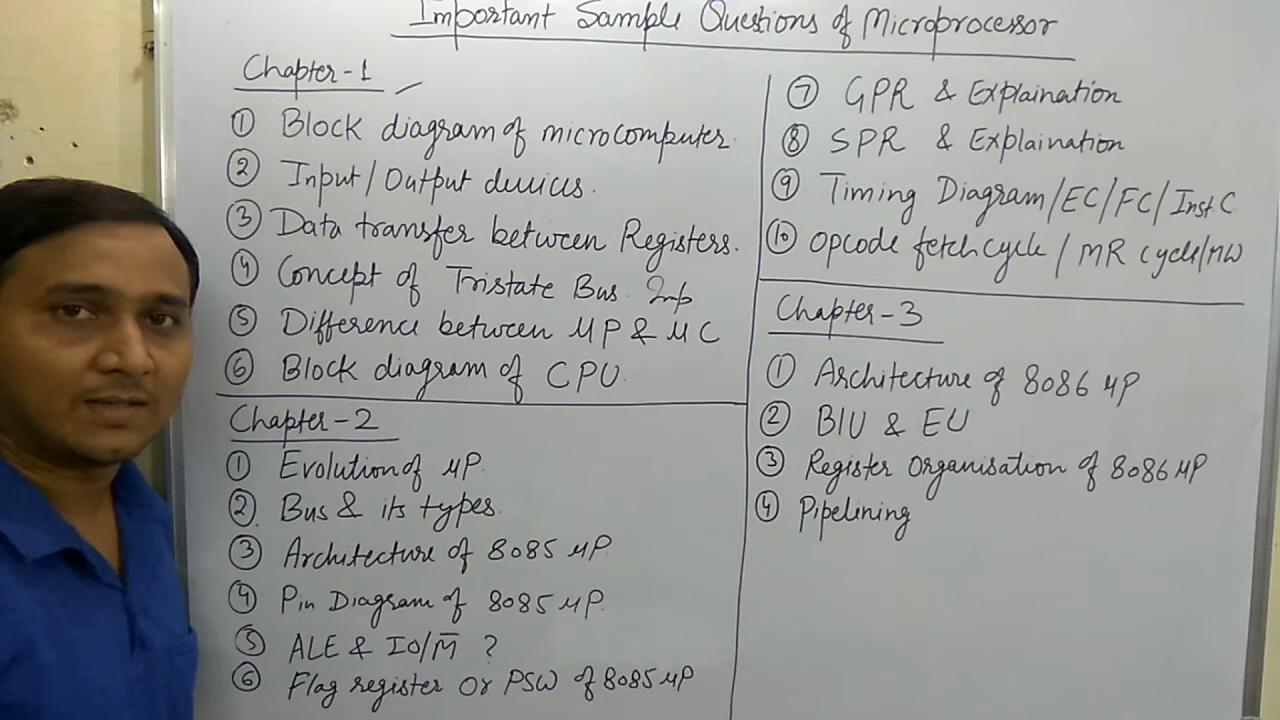 Important Sample Questions of Microprocessor
Chapter-1
① Block diagram of microcomputer.
② Input/Output devices.
③ Data transfer between Registers.
④ Concept of Tristate Bus. Imp
⑤ Difference between μP & μC
⑥ Block diagram of CPU.
Chapter-2
① Evolution of μP.
② Bus & its types.
③ Architecture of 8085 μP.
④ Pin Diagram of 8085 μP.
⑤ ALE & IO/M̅ ?
⑥ Flag register Or PSW of 8085 μP
⑦ GPR & Explaination
⑧ SPR & Explaination
⑨ Timing Diagram/EC/FC/Inst.C
⑩ Opcode fetch cycle / MR cycle/MW
Chapter-3
① Architecture of 8086 μP
② BIU & EU
③ Register Organisation of 8086 μP
④ Pipelining